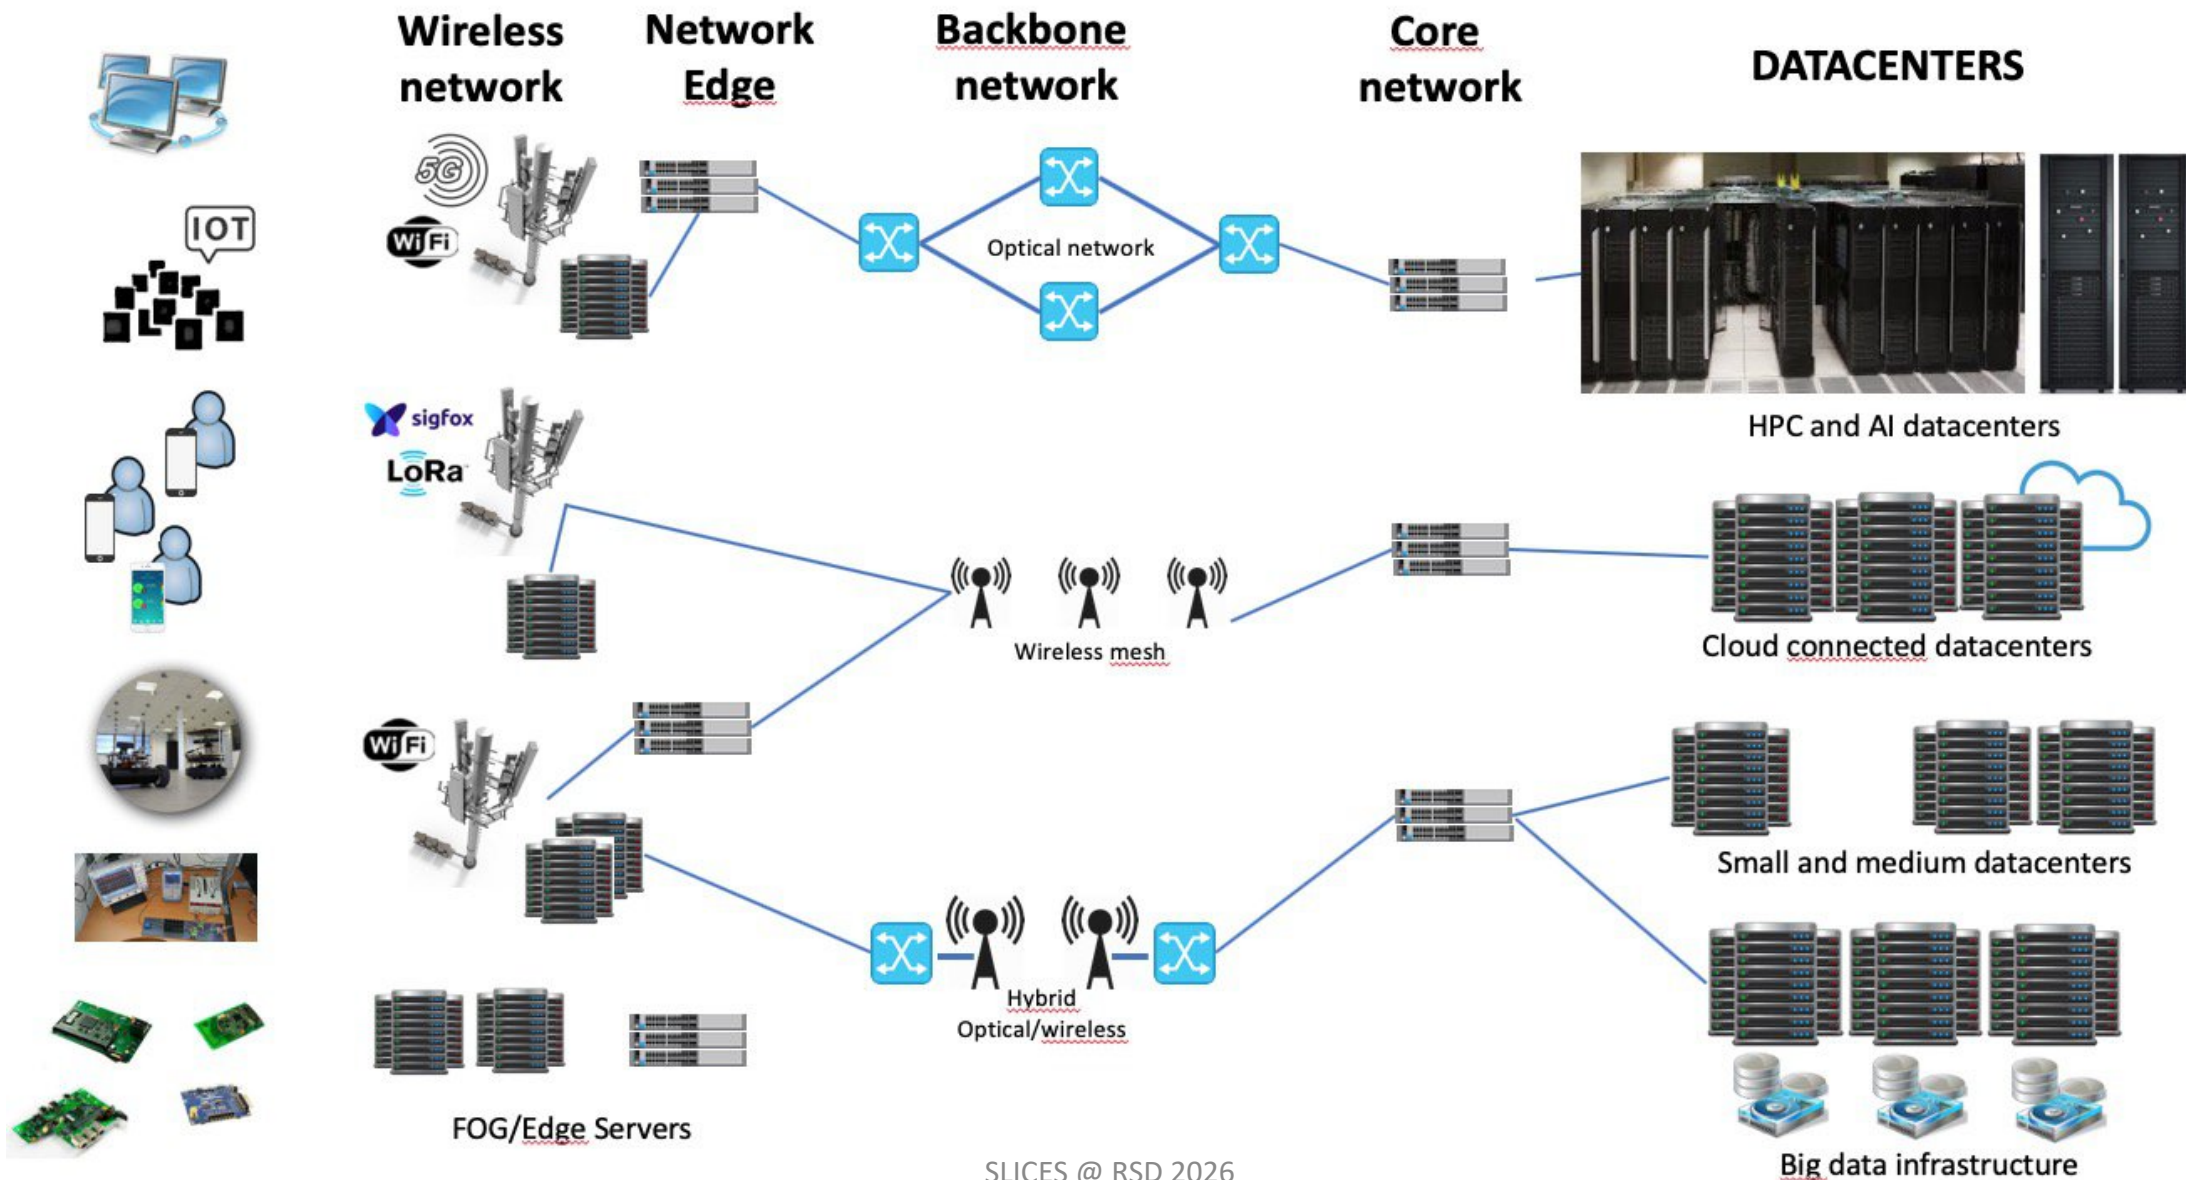 Wireless
network
Network
Edge
Backbone
network
Core
network
DATACENTERS
5G
WiFi
IOT
Optical network
HPC and AI datacenters
sigfox
LoRa
Wireless mesh
Cloud connected datacenters
WiFi
Small and medium datacenters
Hybrid
Optical/wireless
FOG/Edge Servers
Big data infrastructure
SLICES @ RSD 2026